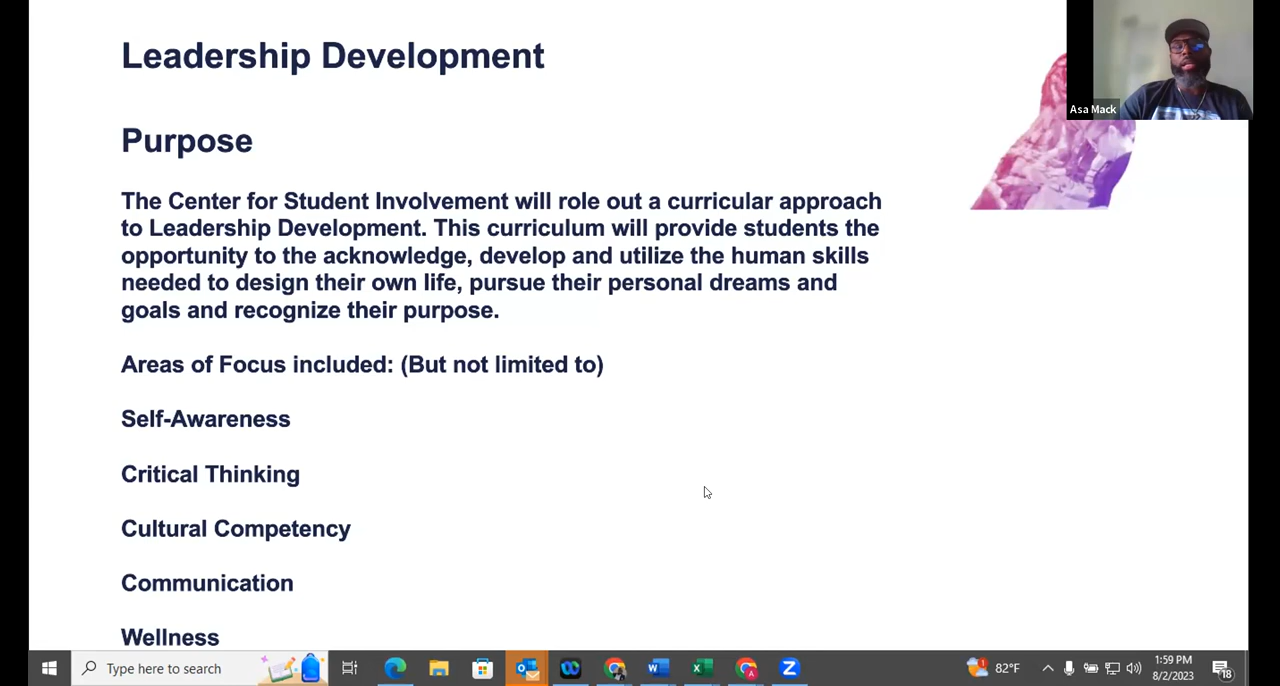 Leadership Development
Asa Mack
Purpose
The Center for Student Involvement will role out a curricular approach
to Leadership Development. This curriculum will provide students the
opportunity to the acknowledge, develop and utilize the human skills
needed to design their own life, pursue their personal dreams and
goals and recognize their purpose.
Areas of Focus included: (But not limited to)
Self-Awareness
Critical Thinking
Cultural Competency
Communication
Wellness
Type here to search
82°F
1:59 PM
8/2/2023
18